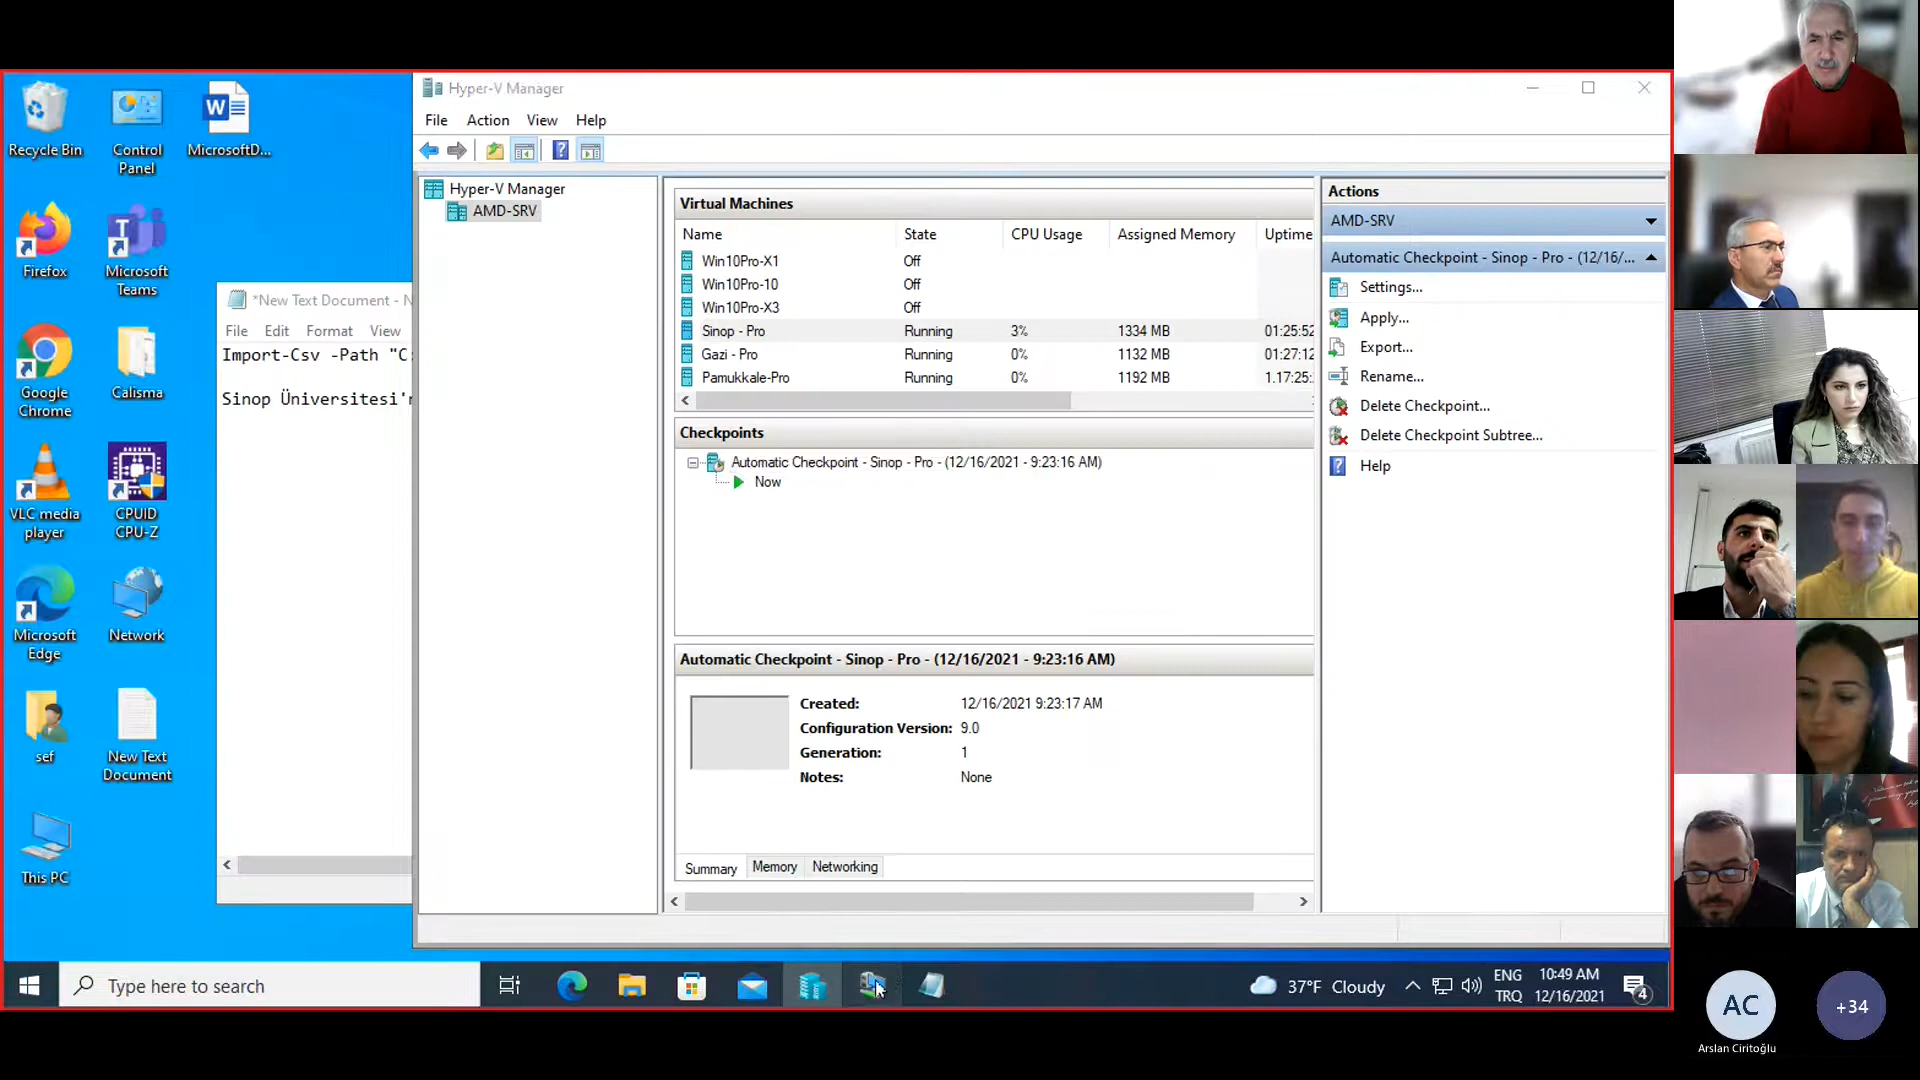 Recycle Bin
Control
Panel
MicrosoftD...
Firefox
Microsoft
Teams
Google
Chrome
Calisma
VLC media
player
CPUID
CPU-Z
Microsoft
Edge
Network
sef
New Text
Document
This PC
*New Text Document - N
File Edit Format View
Import-Csv -Path "C:
Sinop Üniversitesi'n
Hyper-V Manager
File Action View Help
Hyper-V Manager
AMD-SRV
Virtual Machines
Name State CPU Usage Assigned Memory Uptime
Win10Pro-X1 Off
Win10Pro-10 Off
Win10Pro-X3 Off
Sinop - Pro Running 3% 1334 MB 01:25:52
Gazi - Pro Running 0% 1132 MB 01:27:12
Pamukkale-Pro Running 0% 1192 MB 1.17:25:
Checkpoints
Automatic Checkpoint - Sinop - Pro - (12/16/2021 - 9:23:16 AM)
Now
Automatic Checkpoint - Sinop - Pro - (12/16/2021 - 9:23:16 AM)
Created: 12/16/2021 9:23:17 AM
Configuration Version: 9.0
Generation: 1
Notes: None
Summary Memory Networking
Actions
AMD-SRV
Automatic Checkpoint - Sinop - Pro - (12/16/...
Settings...
Apply...
Export...
Rename...
Delete Checkpoint...
Delete Checkpoint Subtree...
Help
Type here to search
37°F Cloudy
ENG
TRQ
10:49 AM
12/16/2021
4
AC
Arslan Ciritoğlu
+34